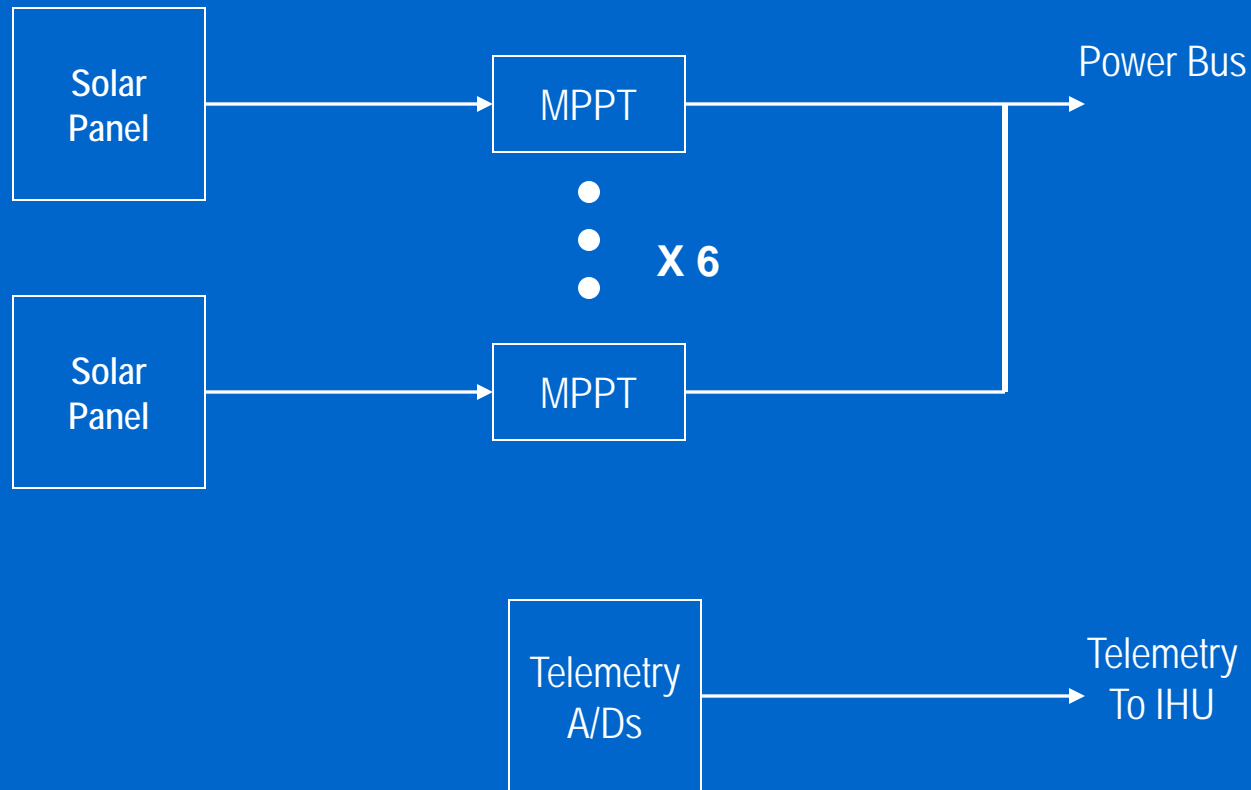 Solar
Panel
MPPT
Power Bus
X 6
Solar
Panel
MPPT
Telemetry
A/Ds
Telemetry
To IHU